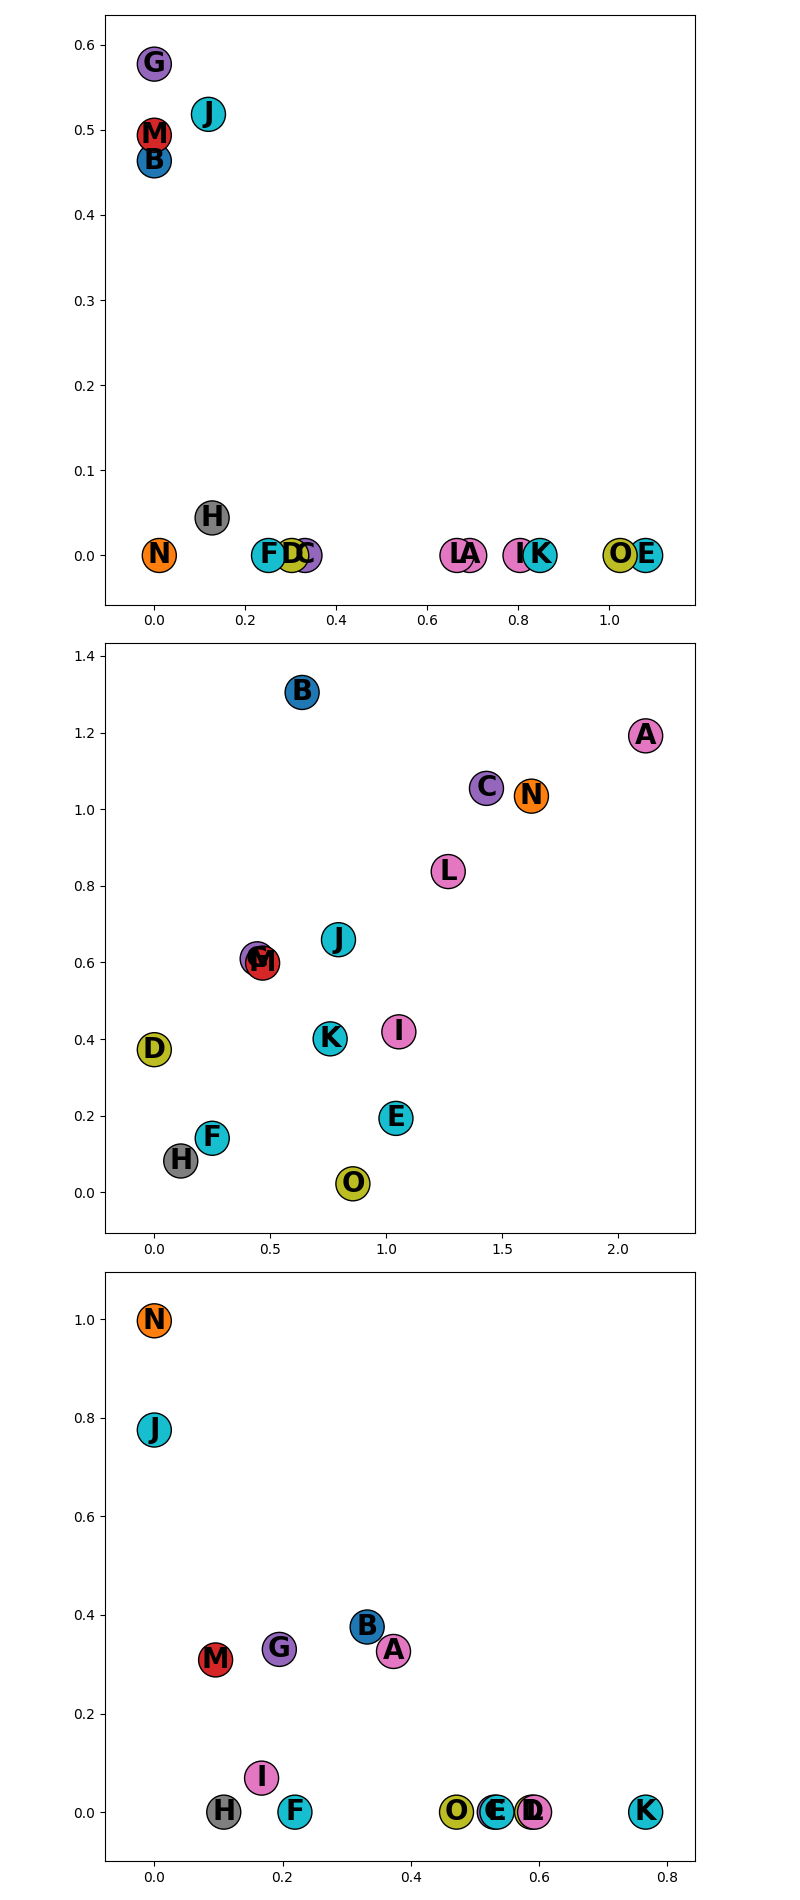 0.6
G
J
0.5
M
B
0.4
0.3
0.2
0.1
H
0.0
N F D C L A I K O E
0.0 0.2 0.4 0.6 0.8 1.0
1.4
B
1.2
A
C N
1.0
L
0.8
J
0.6
G M
K I
0.4
D
E
0.2
F
H
O
0.0
0.0 0.5 1.0 1.5 2.0
1.0
N
0.8
J
0.6
0.4
B
A
G
M
0.2
I
0.0
H F O C E D L K
0.0 0.2 0.4 0.6 0.8